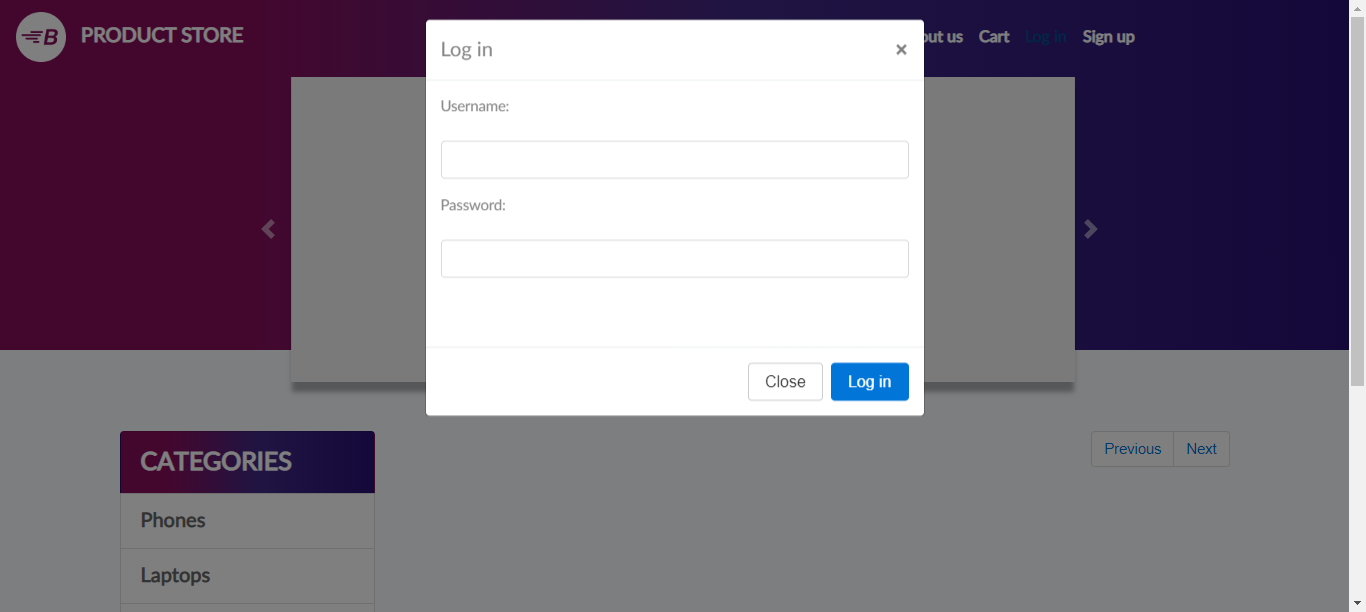 B PRODUCT STORE
out us Cart Log in Sign up
Log in ×
Username:
Password:
Close Log in
CATEGORIES
Phones
Laptops
Previous Next